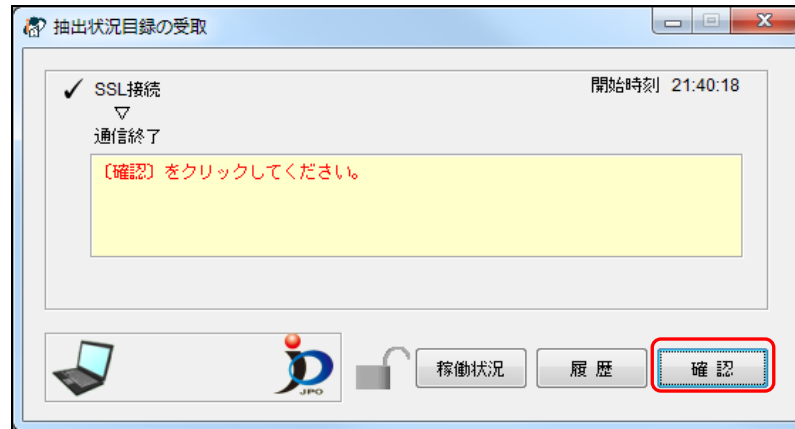 抽出状況目録の受取
SSL接続
開始時刻 21:40:18
▽
通信終了
〔確認〕をクリックしてください。
JPO
稼働状況
履 歴
確 認